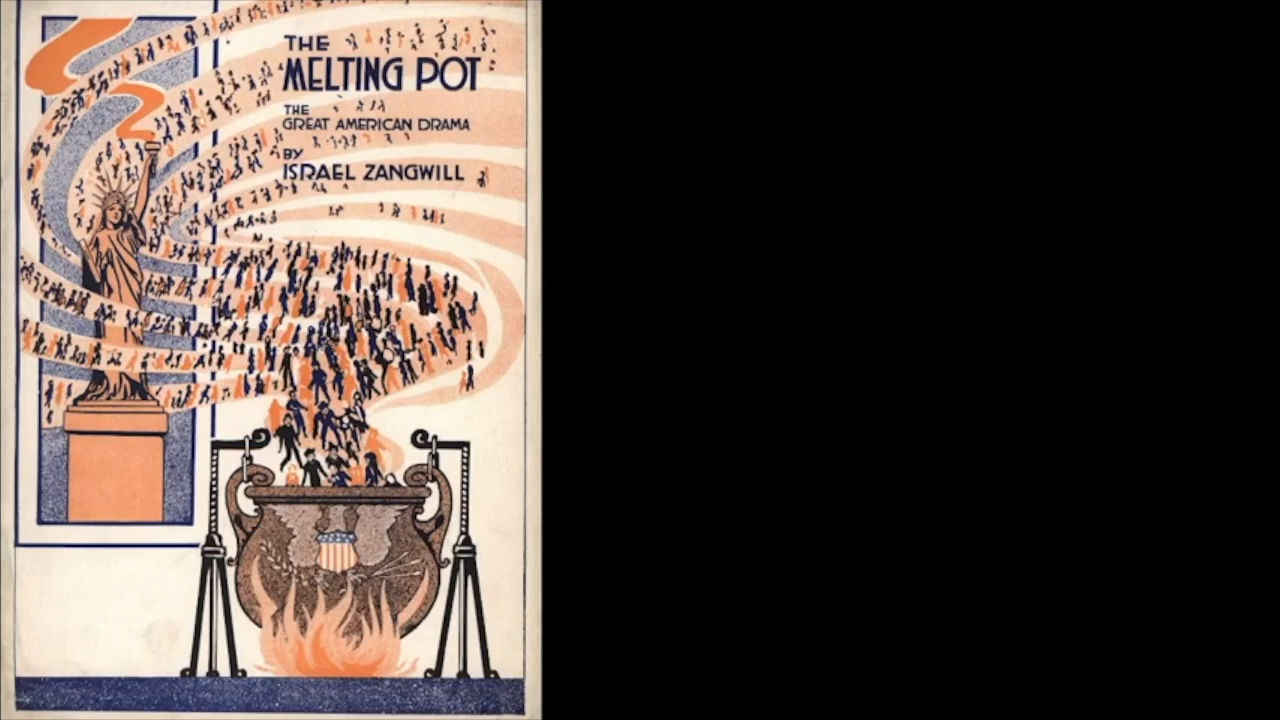 THE
MELTING POT
THE
GREAT AMERICAN DRAMA
BY
ISRAEL ZANGWILL